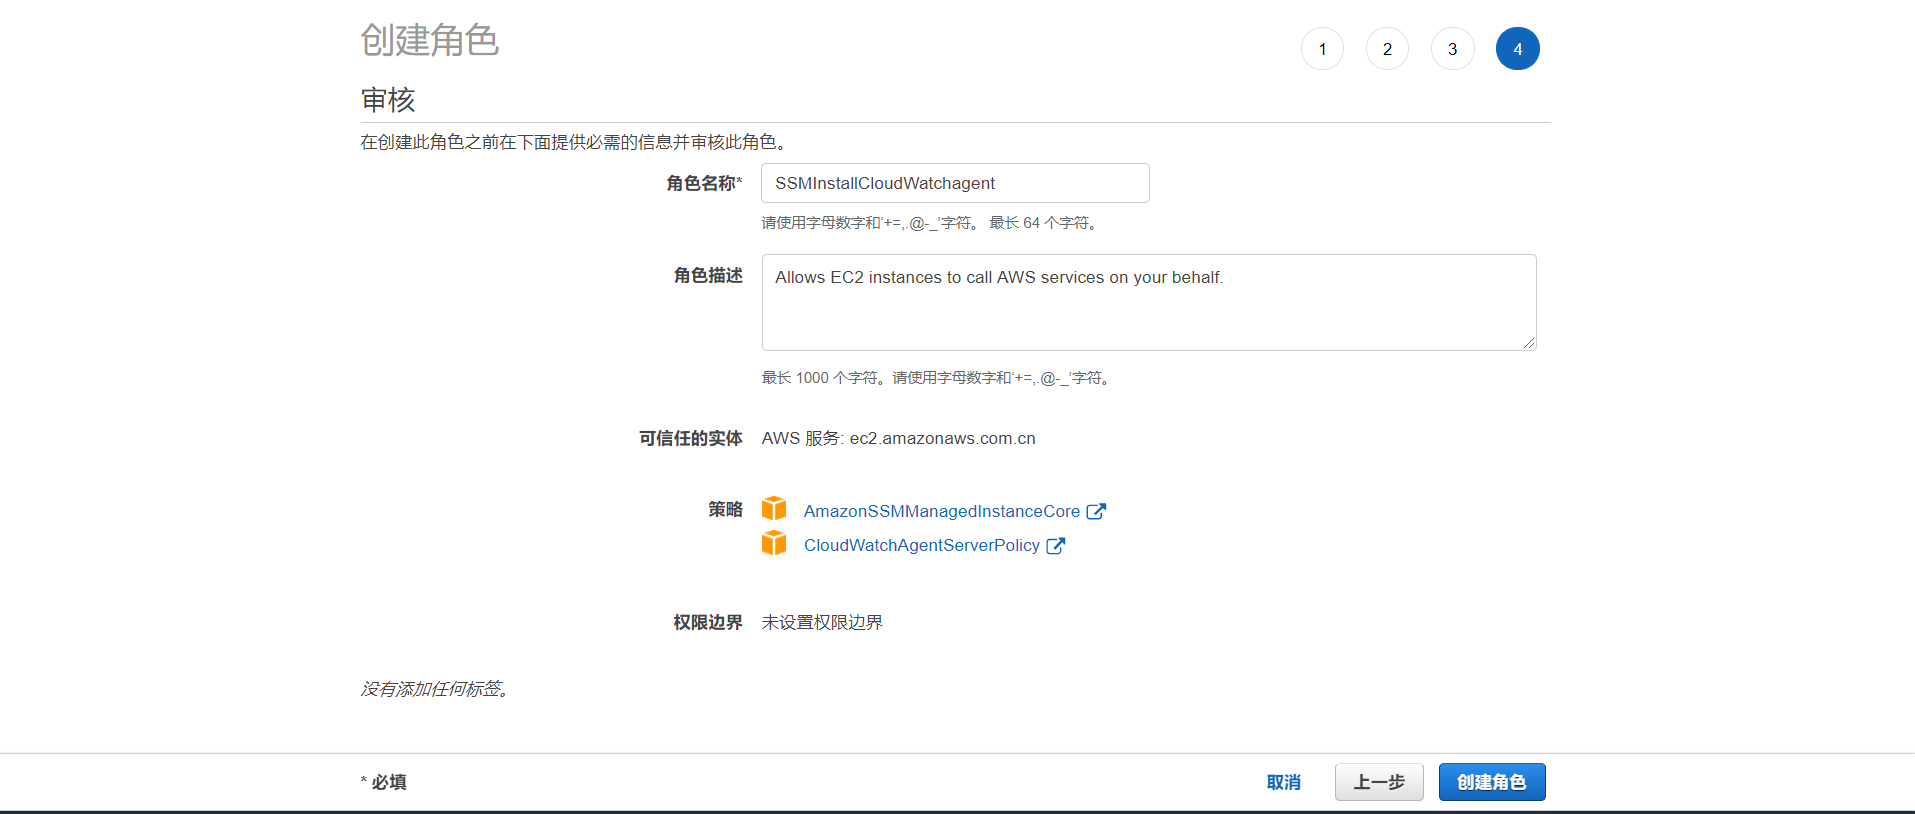 创建角色
1 2 3 4
审核
在创建此角色之前在下面提供必需的信息并审核此角色。
角色名称* SSMInstallCloudWatchagent
请使用字母数字和‘+=,.@-_’字符。 最长 64 个字符。
角色描述 Allows EC2 instances to call AWS services on your behalf.
最长 1000 个字符。请使用字母数字和‘+=,.@-_’字符。
可信任的实体 AWS 服务: ec2.amazonaws.com.cn
策略 AmazonSSMManagedInstanceCore
CloudWatchAgentServerPolicy
权限边界 未设置权限边界
没有添加任何标签。
* 必填 取消 上一步 创建角色